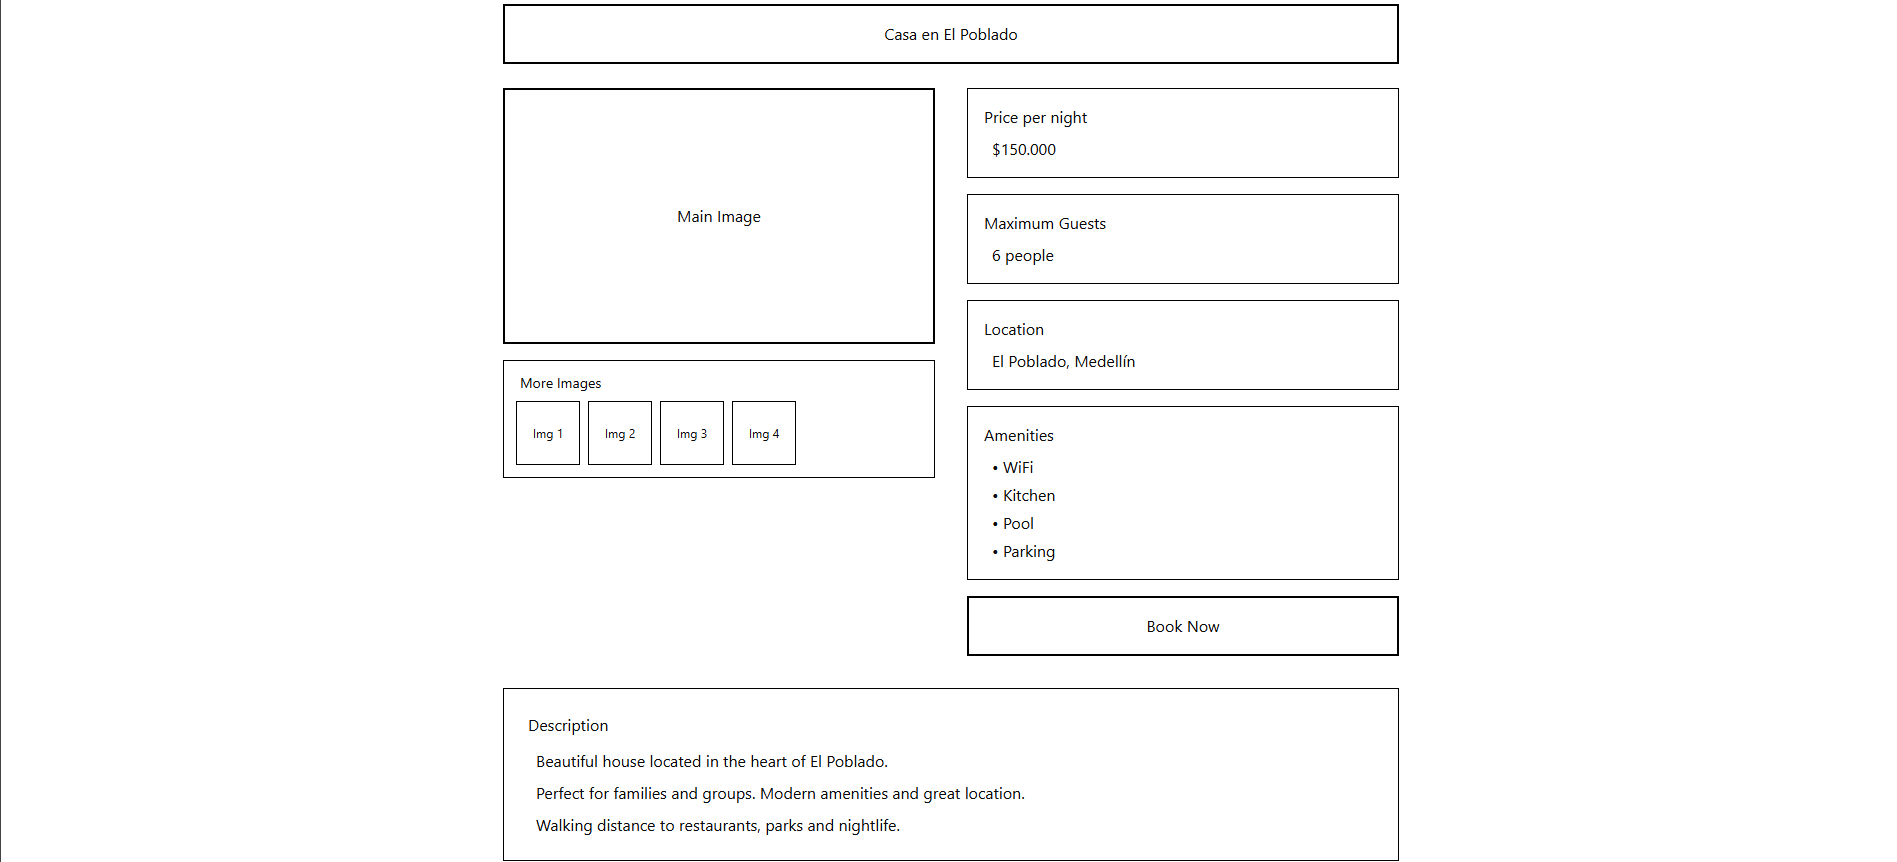 Casa en El Poblado
Main Image
More Images
Img 1
Img 2
Img 3
Img 4
Price per night
$150.000
Maximum Guests
6 people
Location
El Poblado, Medellín
Amenities
• WiFi
• Kitchen
• Pool
• Parking
Book Now
Description
Beautiful house located in the heart of El Poblado.
Perfect for families and groups. Modern amenities and great location.
Walking distance to restaurants, parks and nightlife.